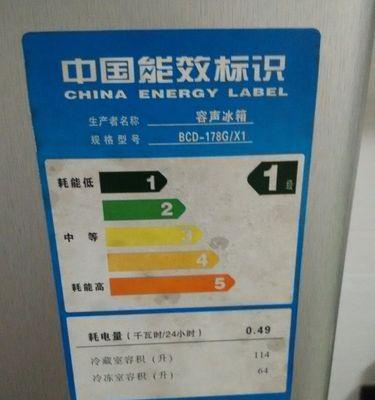 中国能效标识
CHINA ENERGY LABEL
生产者名称 容声冰箱
规格型号 BCD-178G/X1
耗能低 1 1级
2
中 等 3
4
耗能高 5
耗电量(千瓦时/24小时) 0.49
冷藏室容积(升) 114
冷冻室容积(升) 64